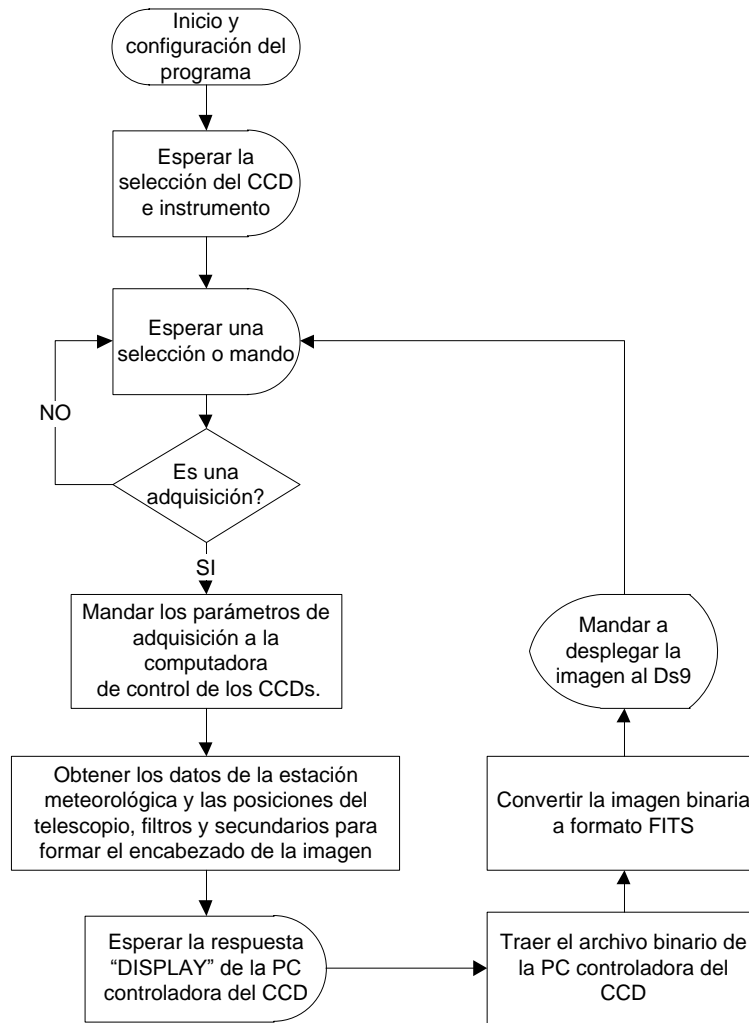 Inicio y
configuración del
programa
Esperar la
selección del CCD
e instrumento
Esperar una
selección o mando
NO
Es una
adquisición?
SI
Mandar los parámetros de
adquisición a la
computadora
de control de los CCDs.
Obtener los datos de la estación
meteorológica y las posiciones del
telescopio, filtros y secundarios para
formar el encabezado de la imagen
Esperar la respuesta
“DISPLAY” de la PC
controladora del CCD
Traer el archivo binario de
la PC controladora del
CCD
Convertir la imagen binaria
a formato FITS
Mandar a
desplegar la
imagen al Ds9